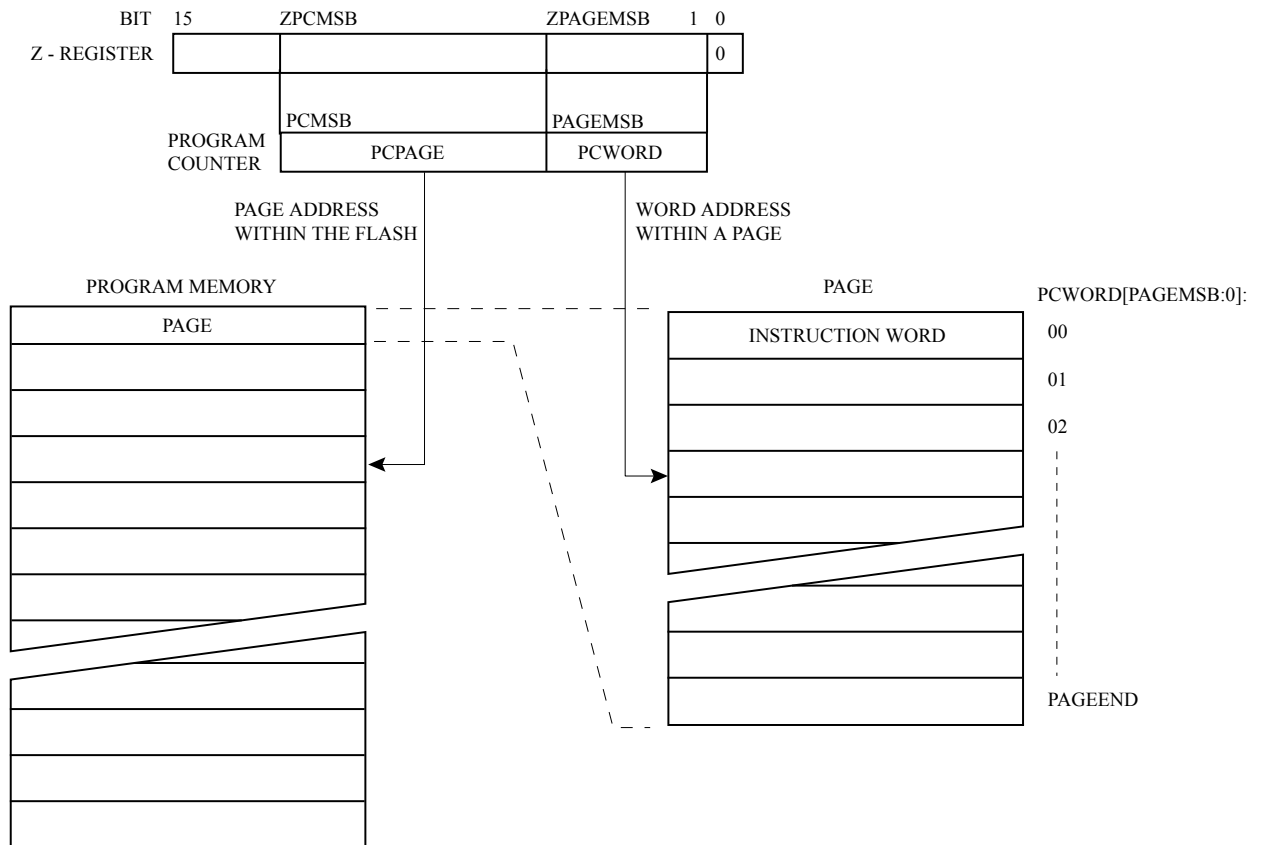 BIT 15 ZPCMSB ZPAGEMSB 1 0
Z - REGISTER 0
PCMSB PAGEMSB
PROGRAM
COUNTER
PCPAGE PCWORD
PAGE ADDRESS
WITHIN THE FLASH
WORD ADDRESS
WITHIN A PAGE
PROGRAM MEMORY
PAGE
PAGE
PCWORD[PAGEMSB:0]:
INSTRUCTION WORD
00
01
02
PAGEEND